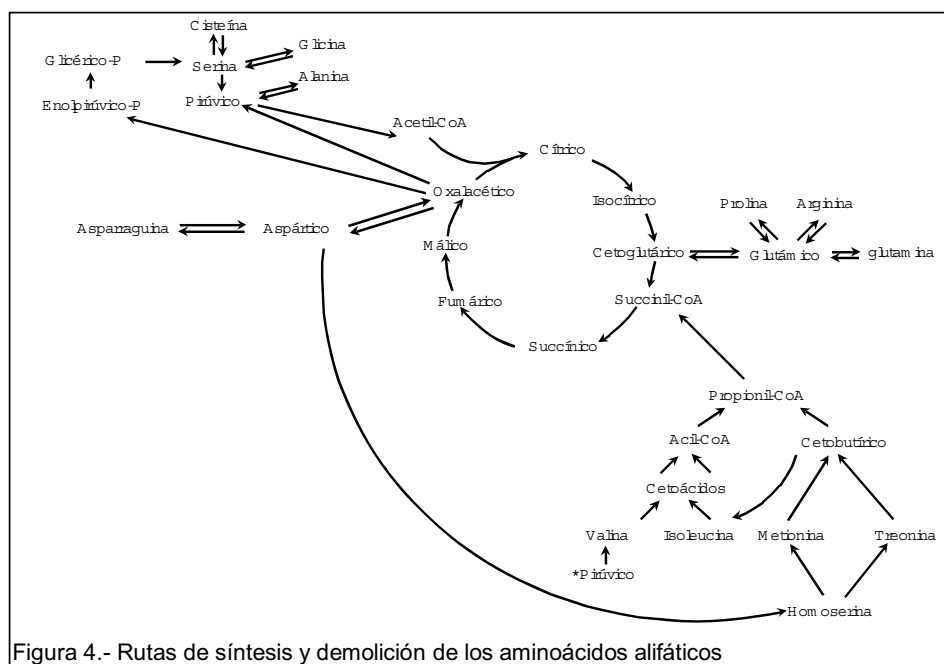 Cisteína
Glicina
Glicérico-P
Serina
Alanina
Enolpirúvico-P
Pirúvico
Acetil-CoA
Cítrico
Oxalacético
Isocítrico
Prolina
Arginina
Asparraguina
Aspártico
Málico
Cetoglutárico
Glutámico
glutamina
Fumárico
Succinil-CoA
Succínico
Propionil-CoA
Acil-CoA
Cetobutírico
Cetoácidos
Valina
Isoleucina
Metionina
Treonina
*Pirúvico
Homoserina
Figura 4.- Rutas de síntesis y demolición de los aminoácidos alifáticos